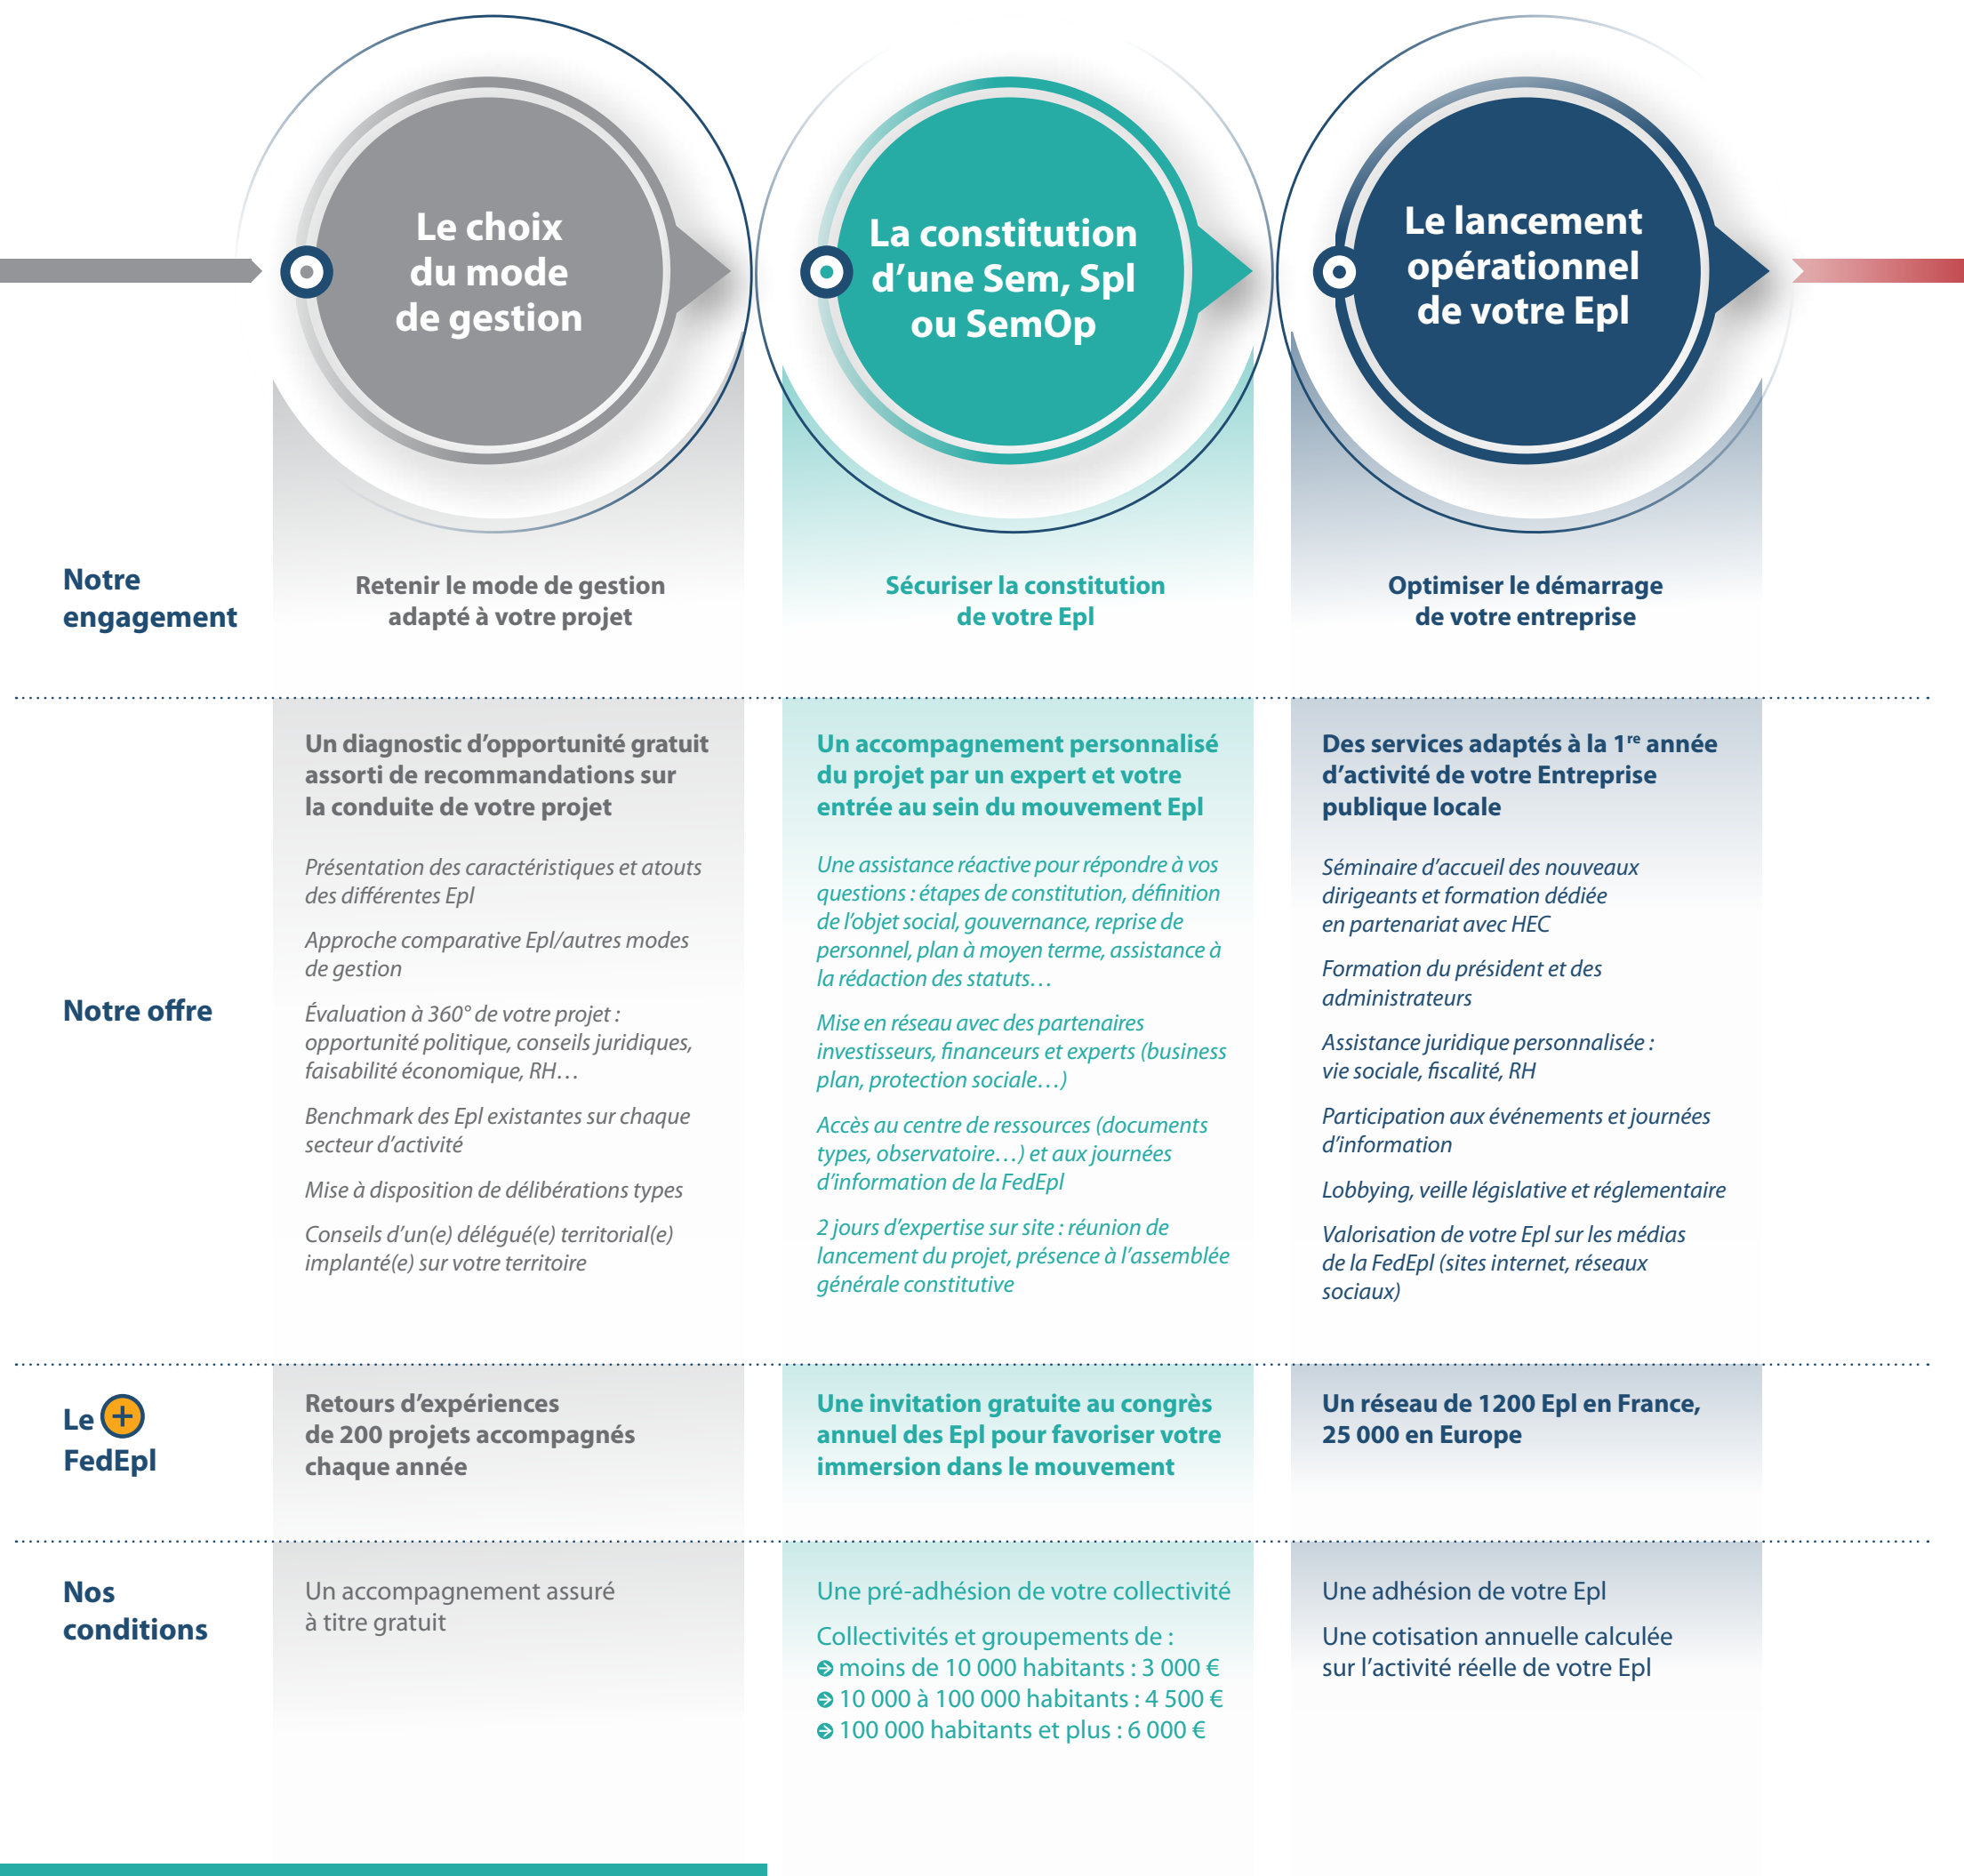 Le choix
du mode
de gestion
La constitution
d’une Sem, Spl
ou SemOp
Le lancement
opérationnel
de votre Epl
Notre
engagement
Retenir le mode de gestion
adapté à votre projet
Sécuriser la constitution
de votre Epl
Optimiser le démarrage
de votre entreprise
Notre offre
Un diagnostic d’opportunité gratuit
assorti de recommandations sur
la conduite de votre projet
Présentation des caractéristiques et atouts
des différentes Epl
Approche comparative Epl/autres modes
de gestion
Évaluation à 360° de votre projet :
opportunité politique, conseils juridiques,
faisabilité économique, RH…
Benchmark des Epl existantes sur chaque
secteur d’activité
Mise à disposition de délibérations types
Conseils d’un(e) délégué(e) territorial(e)
implanté(e) sur votre territoire
Un accompagnement personnalisé
du projet par un expert et votre
entrée au sein du mouvement Epl
Une assistance réactive pour répondre à vos
questions : étapes de constitution, définition
de l’objet social, gouvernance, reprise de
personnel, plan à moyen terme, assistance à
la rédaction des statuts…
Mise en réseau avec des partenaires
investisseurs, financeurs et experts (business
plan, protection sociale…)
Accès au centre de ressources (documents
types, observatoire…) et aux journées
d’information de la FedEpl
2 jours d’expertise sur site : réunion de
lancement du projet, présence à l’assemblée
générale constitutive
Des services adaptés à la 1re année
d’activité de votre Entreprise
publique locale
Séminaire d’accueil des nouveaux
dirigeants et formation dédiée
en partenariat avec HEC
Formation du président et des
administrateurs
Assistance juridique personnalisée :
vie sociale, fiscalité, RH
Participation aux événements et journées
d’information
Lobbying, veille législative et réglementaire
Valorisation de votre Epl sur les médias
de la FedEpl (sites internet, réseaux
sociaux)
Le +
FedEpl
Retours d’expériences
de 200 projets accompagnés
chaque année
Une invitation gratuite au congrès
annuel des Epl pour favoriser votre
immersion dans le mouvement
Un réseau de 1200 Epl en France,
25 000 en Europe
Nos
conditions
Un accompagnement assuré
à titre gratuit
Une pré-adhésion de votre collectivité
Collectivités et groupements de :
moins de 10 000 habitants : 3 000 €
10 000 à 100 000 habitants : 4 500 €
100 000 habitants et plus : 6 000 €
Une adhésion de votre Epl
Une cotisation annuelle calculée
sur l’activité réelle de votre Epl